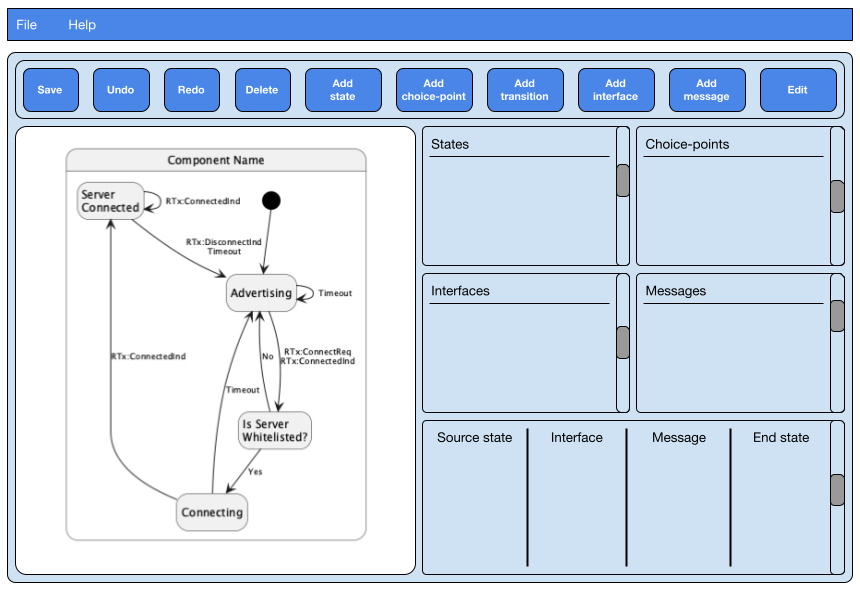 File Help
Save Undo Redo Delete Add Add Add Add Add Edit
state choice-point transition interface message
Component Name
Server
Connected
RTx:ConnectedInd
RTx:DisconnectInd
Timeout
Advertising
Timeout
RTx:ConnectedInd
No
RTx:ConnectReq
RTx:ConnectedInd
Timeout
Is Server
Whitelisted?
Yes
Connecting
States
Choice-points
Interfaces
Messages
Source state Interface Message End state